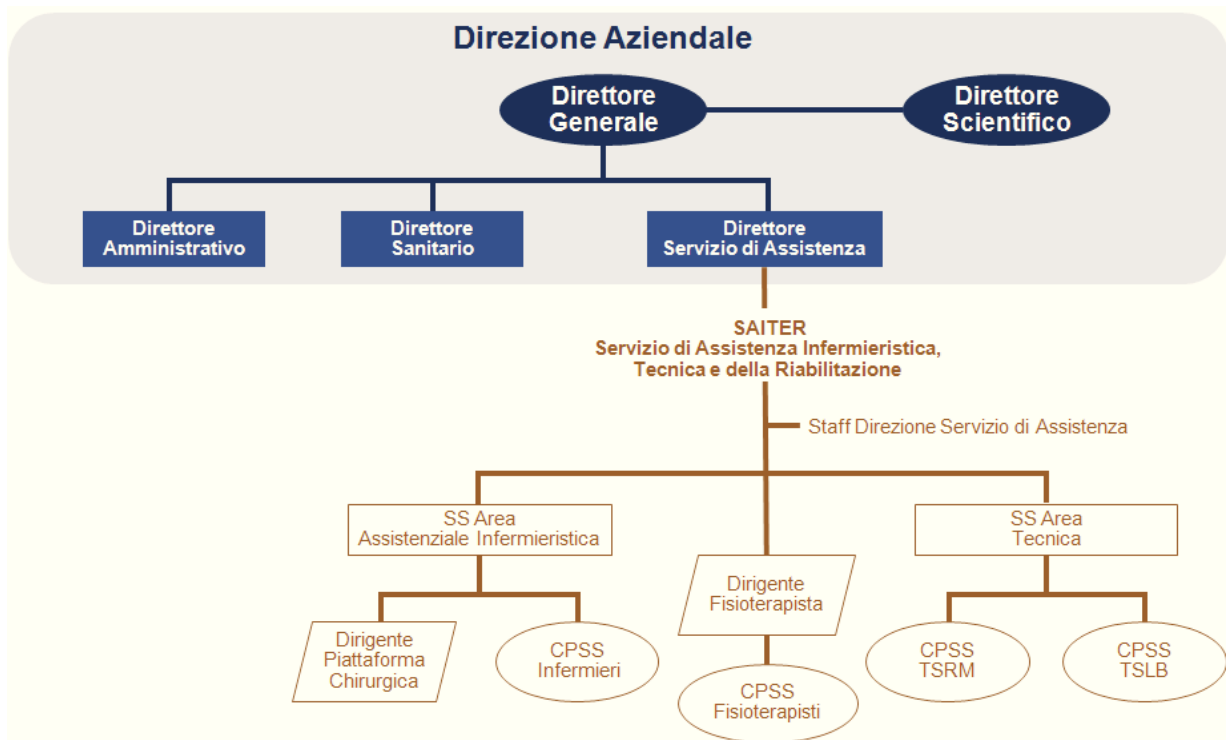 Direzione Aziendale
Direttore
Generale
Direttore
Scientifico
Direttore
Amministrativo
Direttore
Sanitario
Direttore
Servizio di Assistenza
SAITER
Servizio di Assistenza Infermieristica,
Tecnica e della Riabilitazione
Staff Direzione Servizio di Assistenza
SS Area
Assistenziale Infermieristica
SS Area
Tecnica
Dirigente
Fisioterapista
Dirigente
Piattaforma
Chirurgica
CPSS
Infermieri
CPSS
Fisioterapisti
CPSS
TSRM
CPSS
TSLB